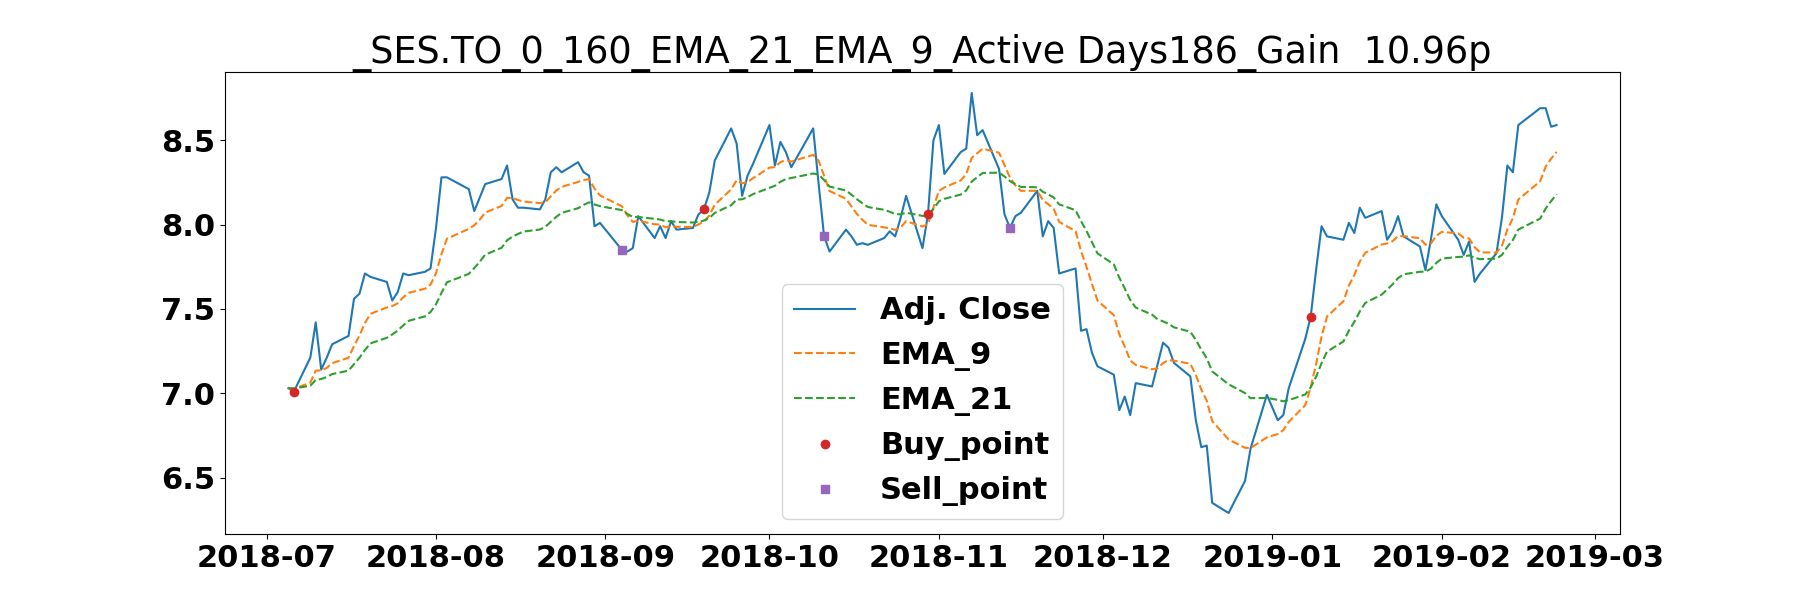 _SES.TO_0_160_EMA_21_EMA_9_Active Days186_Gain  10.96p
8.5
8.0
7.5
7.0
6.5
Adj. Close
EMA_9
EMA_21
Buy_point
Sell_point
2018-07 2018-08 2018-09 2018-10 2018-11 2018-12 2019-01 2019-02 2019-03